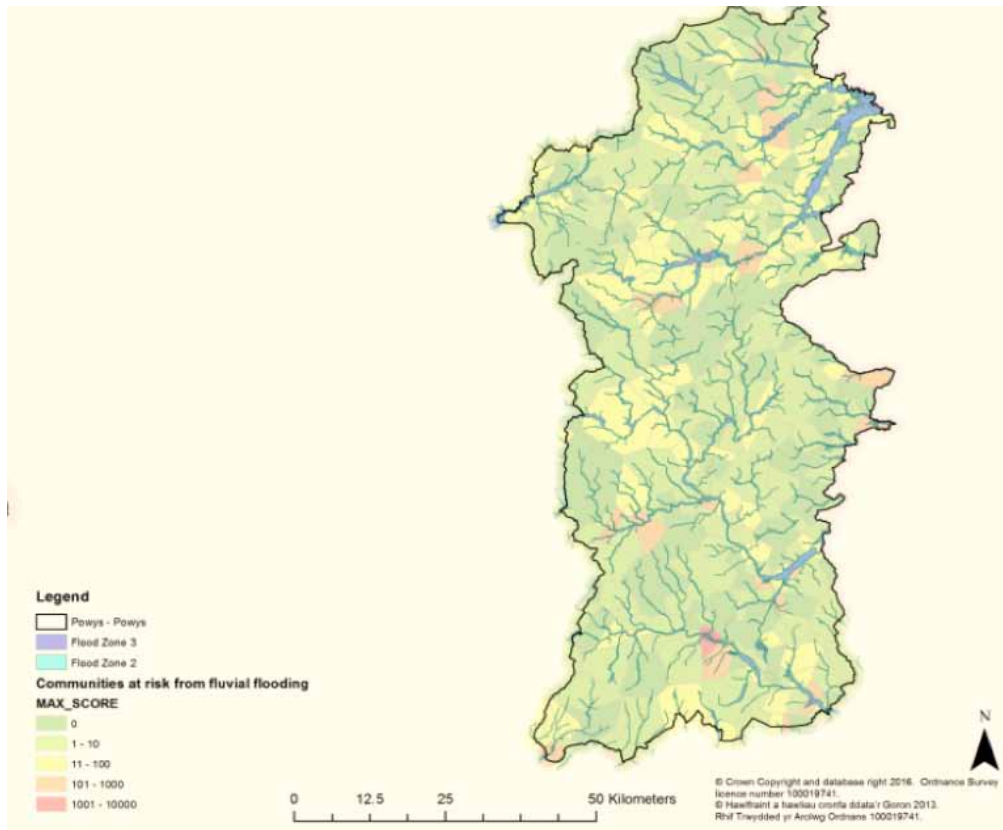 Legend
Powys - Powys
Flood Zone 3
Flood Zone 2
Communities at risk from fluvial flooding
MAX_SCORE
0
1 - 10
11 - 100
101 - 1000
1001 - 10000
0 12.5 25 50 Kilometers
N
© Crown Copyright and database right 2016. Ordnance Survey
licence number 100019741.
© Hawlfraint a hawliau cronfa ddata'r Goron 2013.
Rhif Trwydded yr Arolwg Ordnans 100019741.